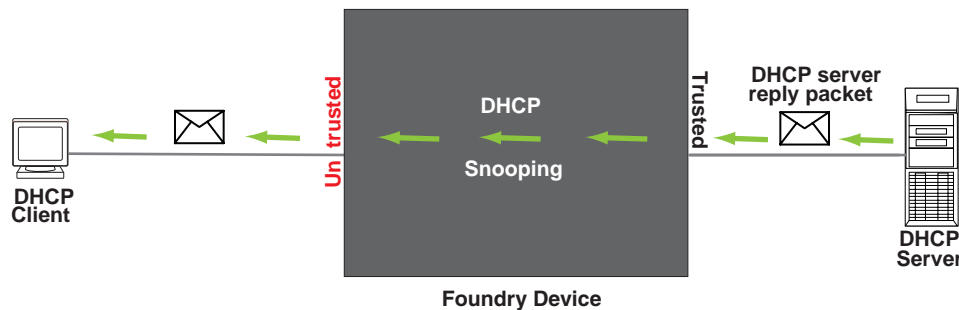 DHCP server
reply packet
Un trusted
Trusted
DHCP
Snooping
DHCP
Client
DHCP
Server
Foundry Device